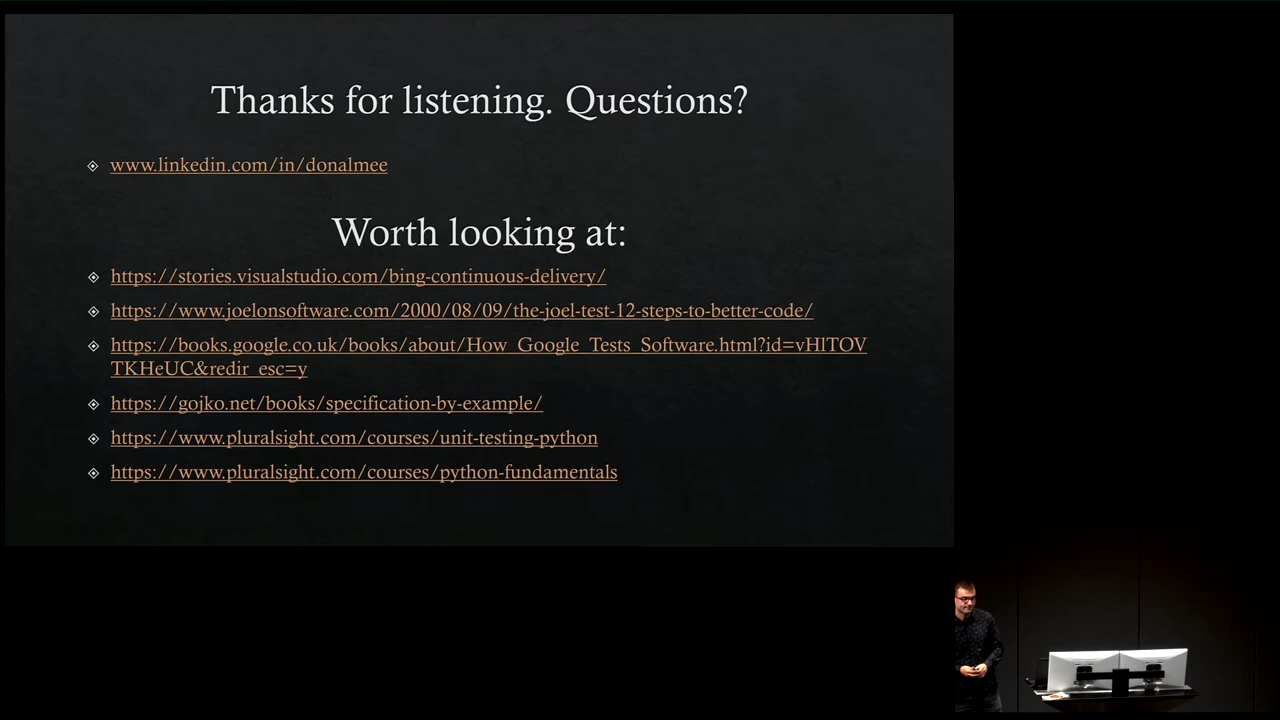 Thanks for listening. Questions?
www.linkedin.com/in/donalmee
Worth looking at:
https://stories.visualstudio.com/bing-continuous-delivery/
https://www.joelonsoftware.com/2000/08/09/the-joel-test-12-steps-to-better-code/
https://books.google.co.uk/books/about/How_Google_Tests_Software.html?id=vHlTOV
TKHeUC&redir_esc=y
https://gojko.net/books/specification-by-example/
https://www.pluralsight.com/courses/unit-testing-python
https://www.pluralsight.com/courses/python-fundamentals